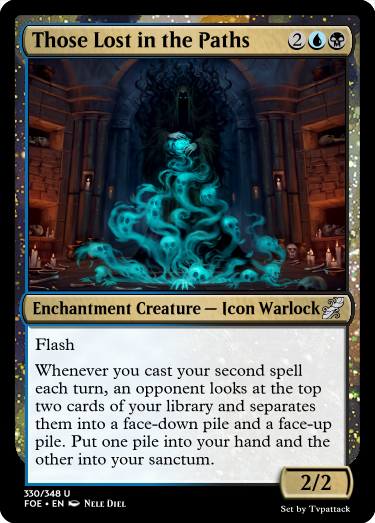 Those Lost in the Paths 2
Enchantment Creature — Icon Warlock
Flash
Whenever you cast your second spell
each turn, an opponent looks at the top
two cards of your library and separates
them into a face-down pile and a face-up
pile. Put one pile into your hand and the
other into your sanctum.
2/2
330/348 U
FOE • EN Nele Diel
Set by Tvpattack